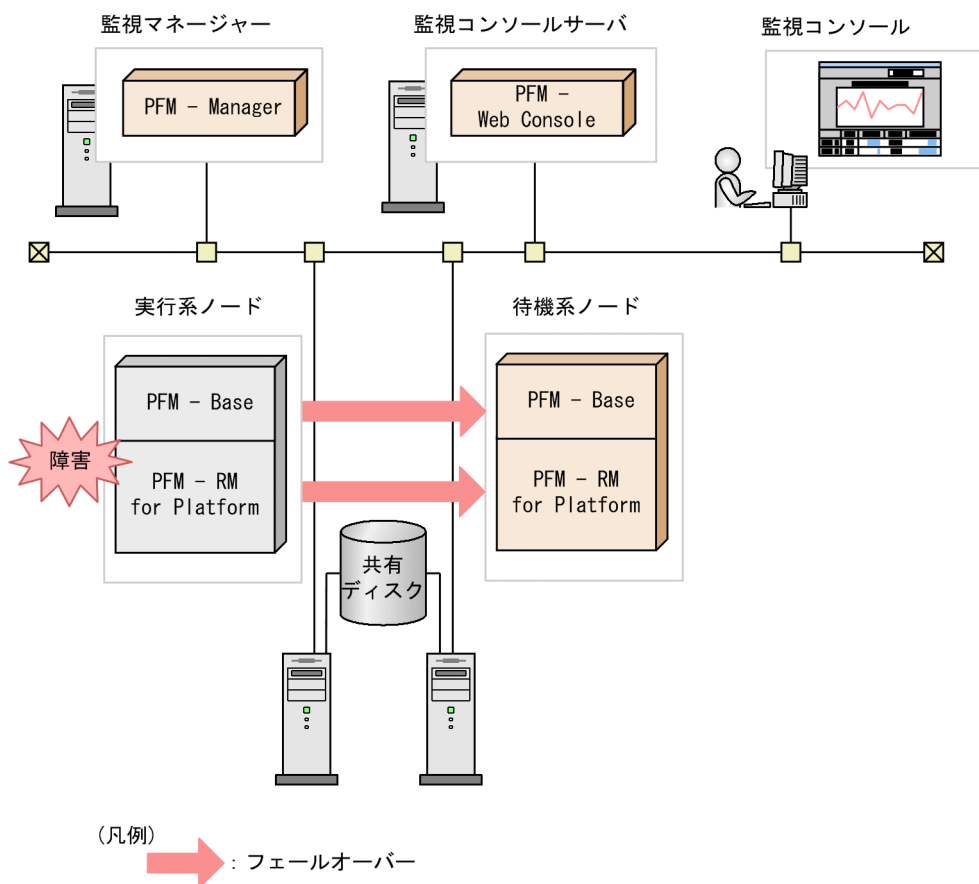 監視マネージャー
監視コンソールサーバ
監視コンソール
PFM － Manager
PFM －
Web Console
実行系ノード
待機系ノード
PFM － Base
PFM － RM
for Platform
障害
PFM － Base
PFM － RM
for Platform
共有
ディスク
(凡例)
：フェールオーバー